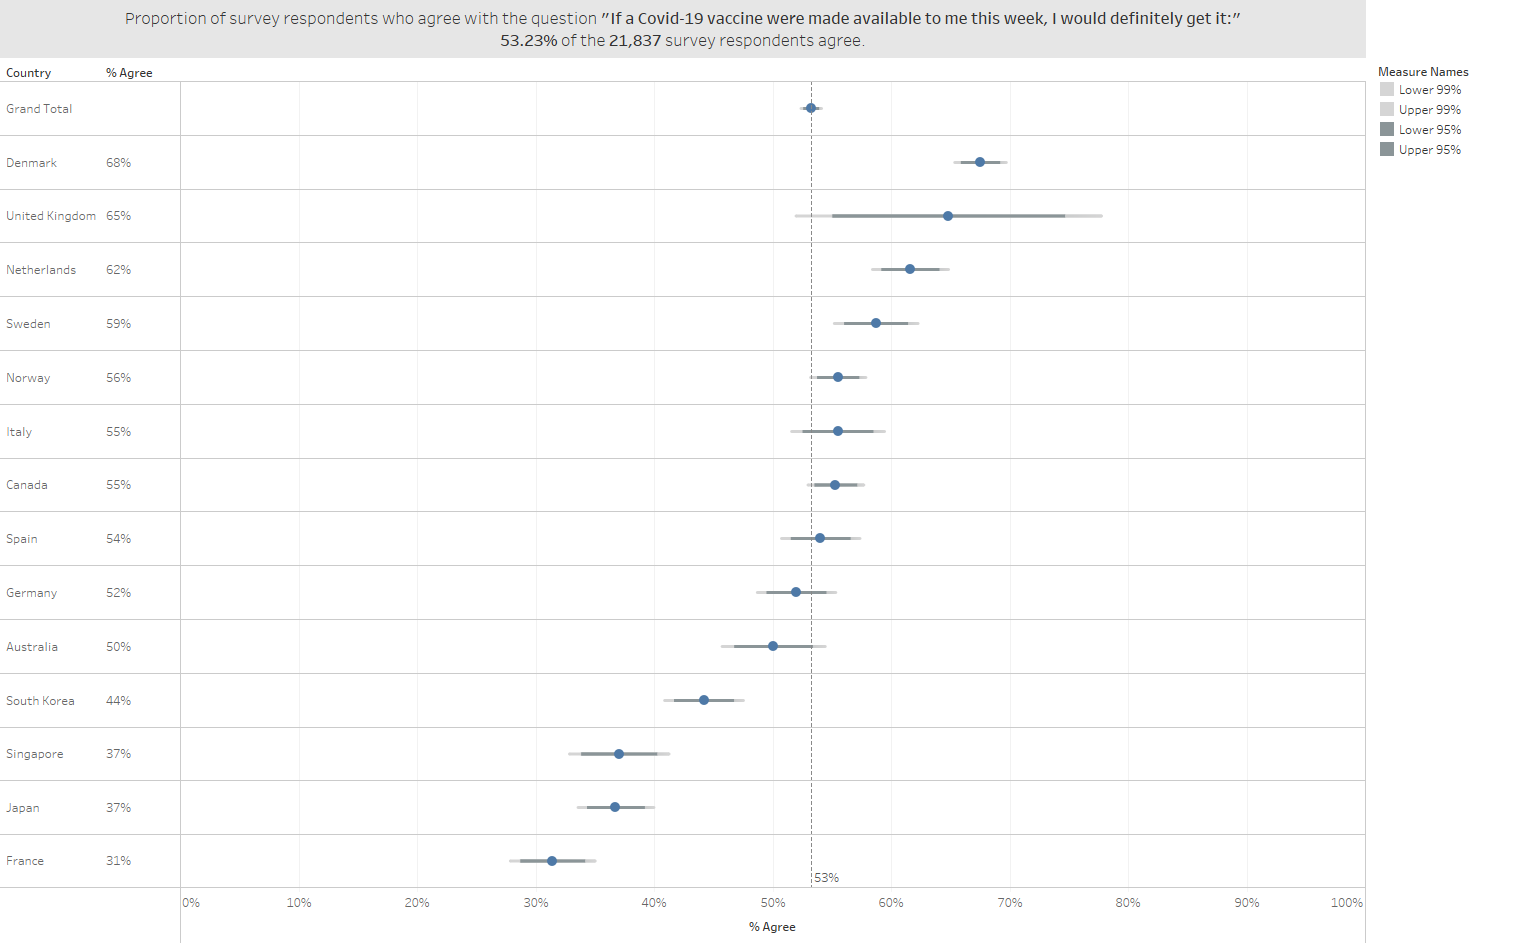 Proportion of survey respondents who agree with the question "If a Covid-19 vaccine were made available to me this week, I would definitely get it:"
53.23% of the 21,837 survey respondents agree.
Country % Agree
Grand Total
Denmark 68%
United Kingdom 65%
Netherlands 62%
Sweden 59%
Norway 56%
Italy 55%
Canada 55%
Spain 54%
Germany 52%
Australia 50%
South Korea 44%
Singapore 37%
Japan 37%
France 31%
53%
0% 10% 20% 30% 40% 50% 60% 70% 80% 90% 100%
% Agree
Measure Names
Lower 99%
Upper 99%
Lower 95%
Upper 95%